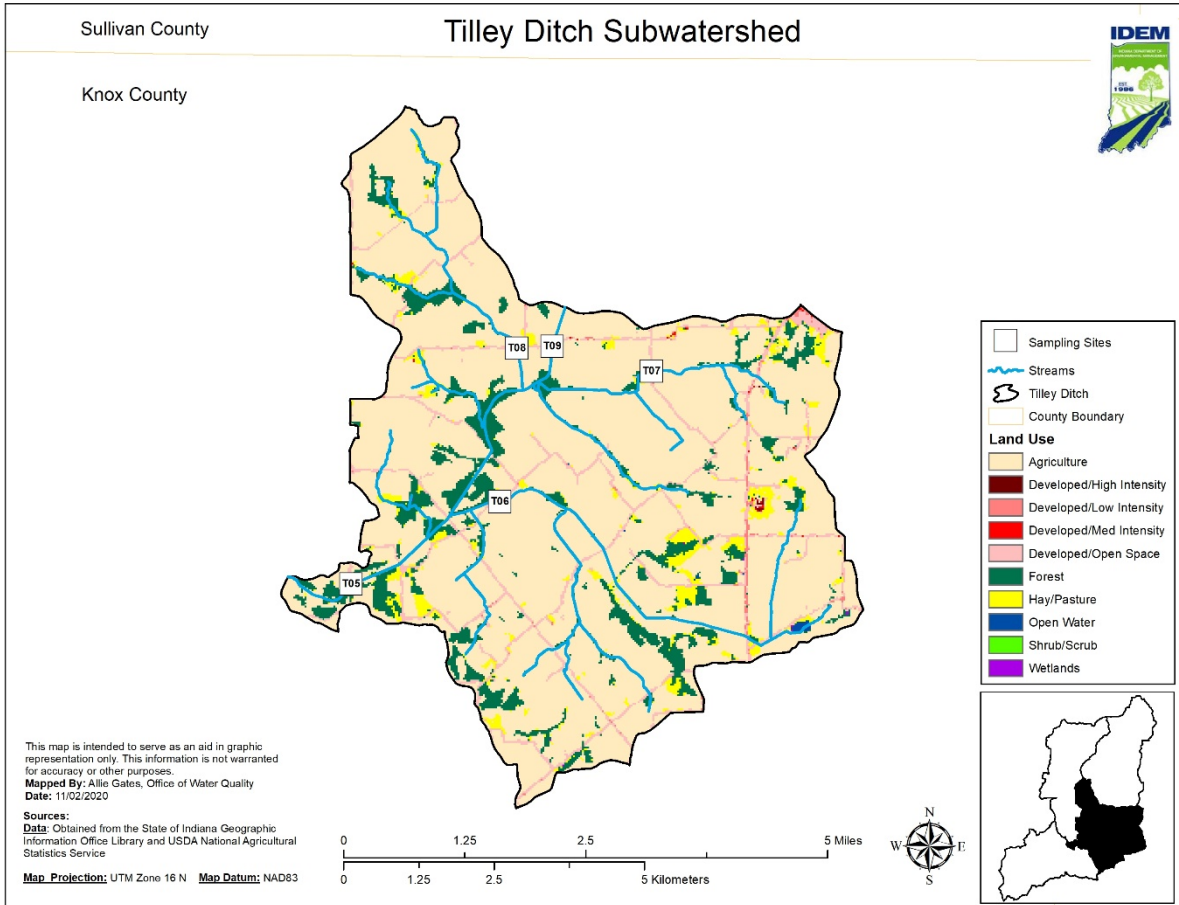 Sullivan County
Tilley Ditch Subwatershed
IDEM
INDIANA DEPARTMENT OF
ENVIRONMENTAL MANAGEMENT
EST.
1986
Knox County
T08
T09
T07
T06
T05
Sampling Sites
Streams
Tilley Ditch
County Boundary
Land Use
Agriculture
Developed/High Intensity
Developed/Low Intensity
Developed/Med Intensity
Developed/Open Space
Forest
Hay/Pasture
Open Water
Shrub/Scrub
Wetlands
This map is intended to serve as an aid in graphic
representation only. This information is not warranted
for accuracy or other purposes.
Mapped By: Allie Gates, Office of Water Quality
Date: 11/02/2020
Sources:
Data: Obtained from the State of Indiana Geographic
Information Office Library and USDA National Agricultural
Statistics Service
Map Projection: UTM Zone 16 N Map Datum: NAD83
0 1.25 2.5 5 Miles
0 1.25 2.5 5 Kilometers
N
W E
S